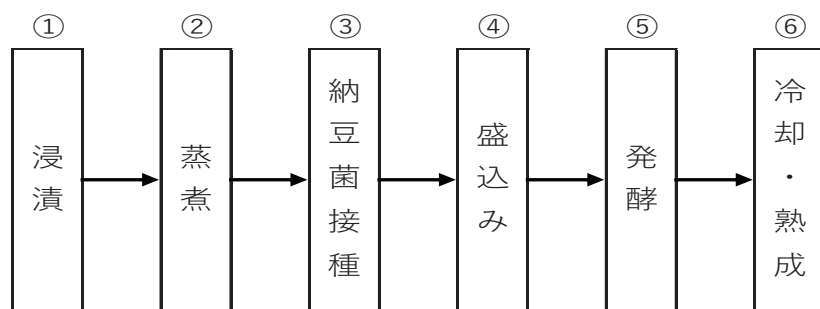 ①
浸漬
②
蒸煮
③
納豆菌接種
④
盛込み
⑤
発酵
⑥
冷却・熟成